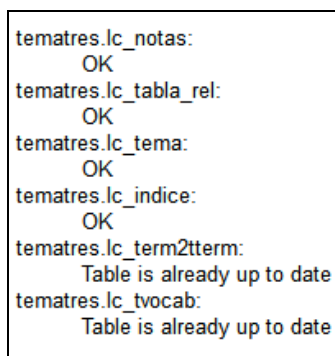 tematres.lc_notas:
OK
tematres.lc_tabla_rel:
OK
tematres.lc_tema:
OK
tematres.lc_indice:
OK
tematres.lc_term2tterm:
Table is already up to date
tematres.lc_tvocab:
Table is already up to date